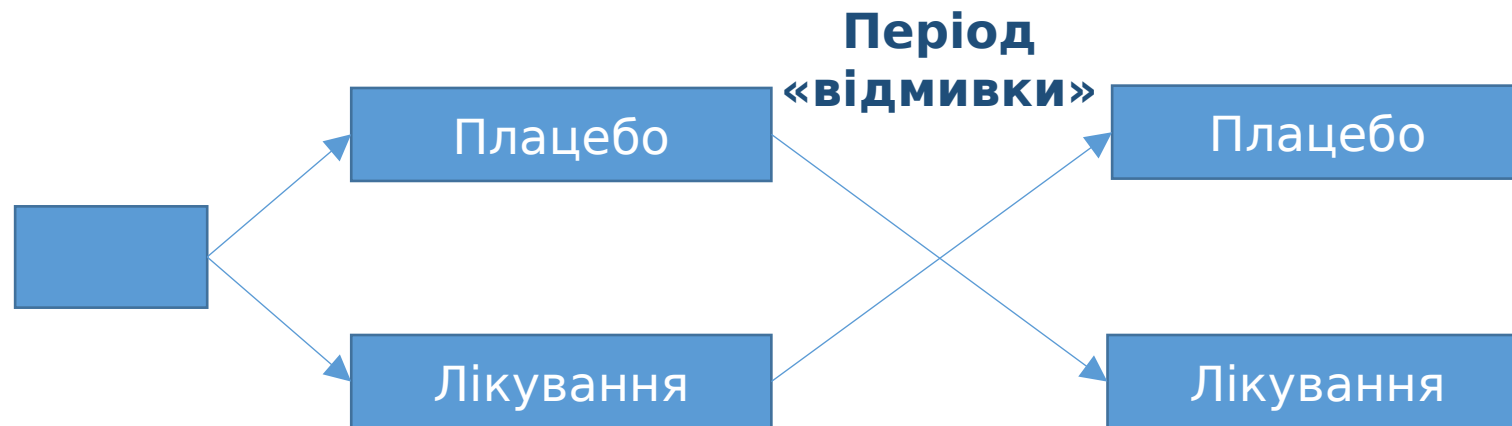 Період
«відмивки»
Плацебо
Плацебо
Лікування
Лікування